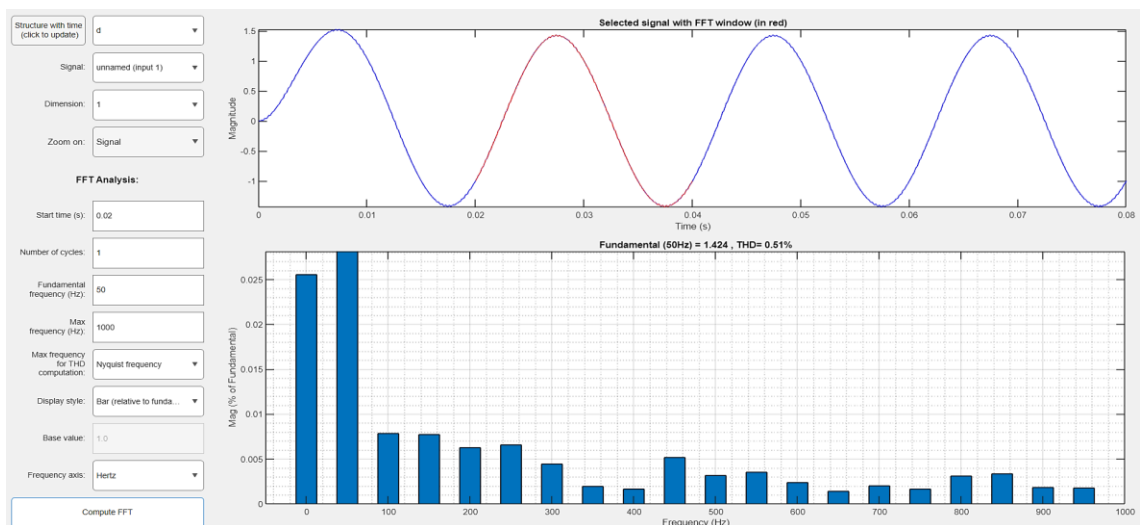 Structure with time
(click to update)
d
Signal:
unnamed (input 1)
Dimension:
1
Zoom on:
Signal
FFT Analysis:
Start time (s):
0.02
Number of cycles:
1
Fundamental
frequency (Hz):
50
Max
frequency (Hz):
1000
Max frequency
for THD
computation:
Nyquist frequency
Display style:
Bar (relative to funda...
Base value:
1.0
Frequency axis:
Hertz
Compute FFT
Selected signal with FFT window (in red)
Magnitude
1.5
1
0.5
0
-0.5
-1
0 0.01 0.02 0.03 0.04 0.05 0.06 0.07 0.08
Time (s)
Fundamental (50Hz) = 1.424 , THD= 0.51%
Mag (% of Fundamental)
0.025
0.02
0.015
0.01
0.005
0
0 100 200 300 400 500 600 700 800 900 1000
Frequency (Hz)